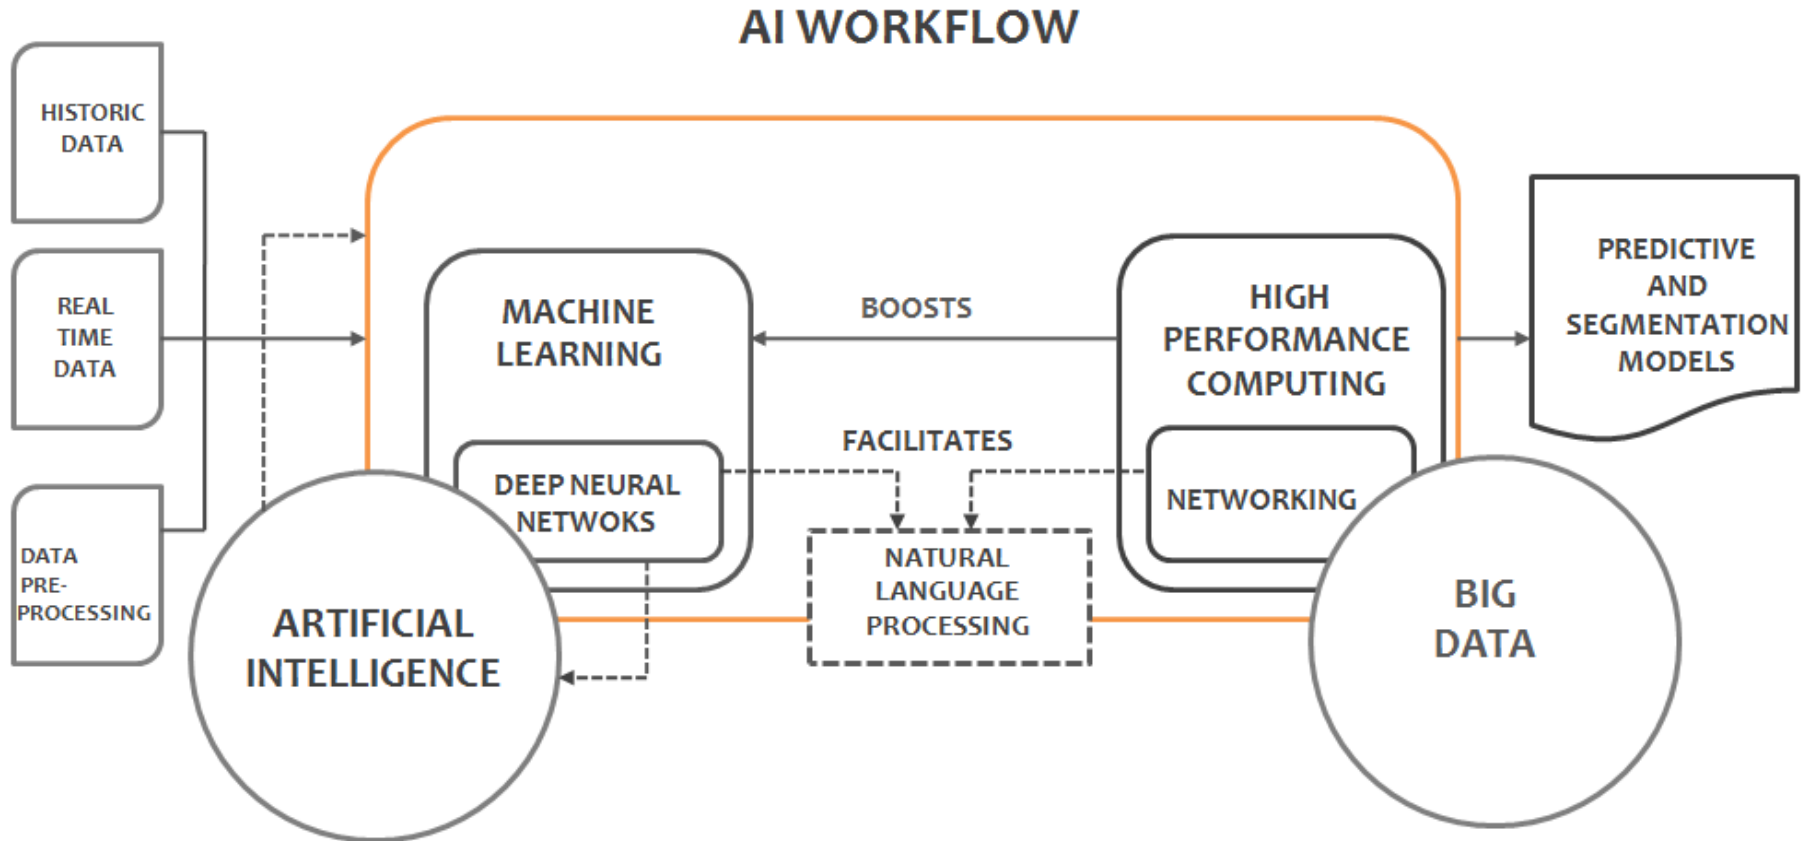 AI WORKFLOW
HISTORIC
DATA
REAL
TIME
DATA
DATA
PRE-
PROCESSING
MACHINE
LEARNING
DEEP NEURAL
NETWOKS
ARTIFICIAL
INTELLIGENCE
BOOSTS
FACILITATES
NATURAL
LANGUAGE
PROCESSING
HIGH
PERFORMANCE
COMPUTING
NETWORKING
BIG
DATA
PREDICTIVE
AND
SEGMENTATION
MODELS